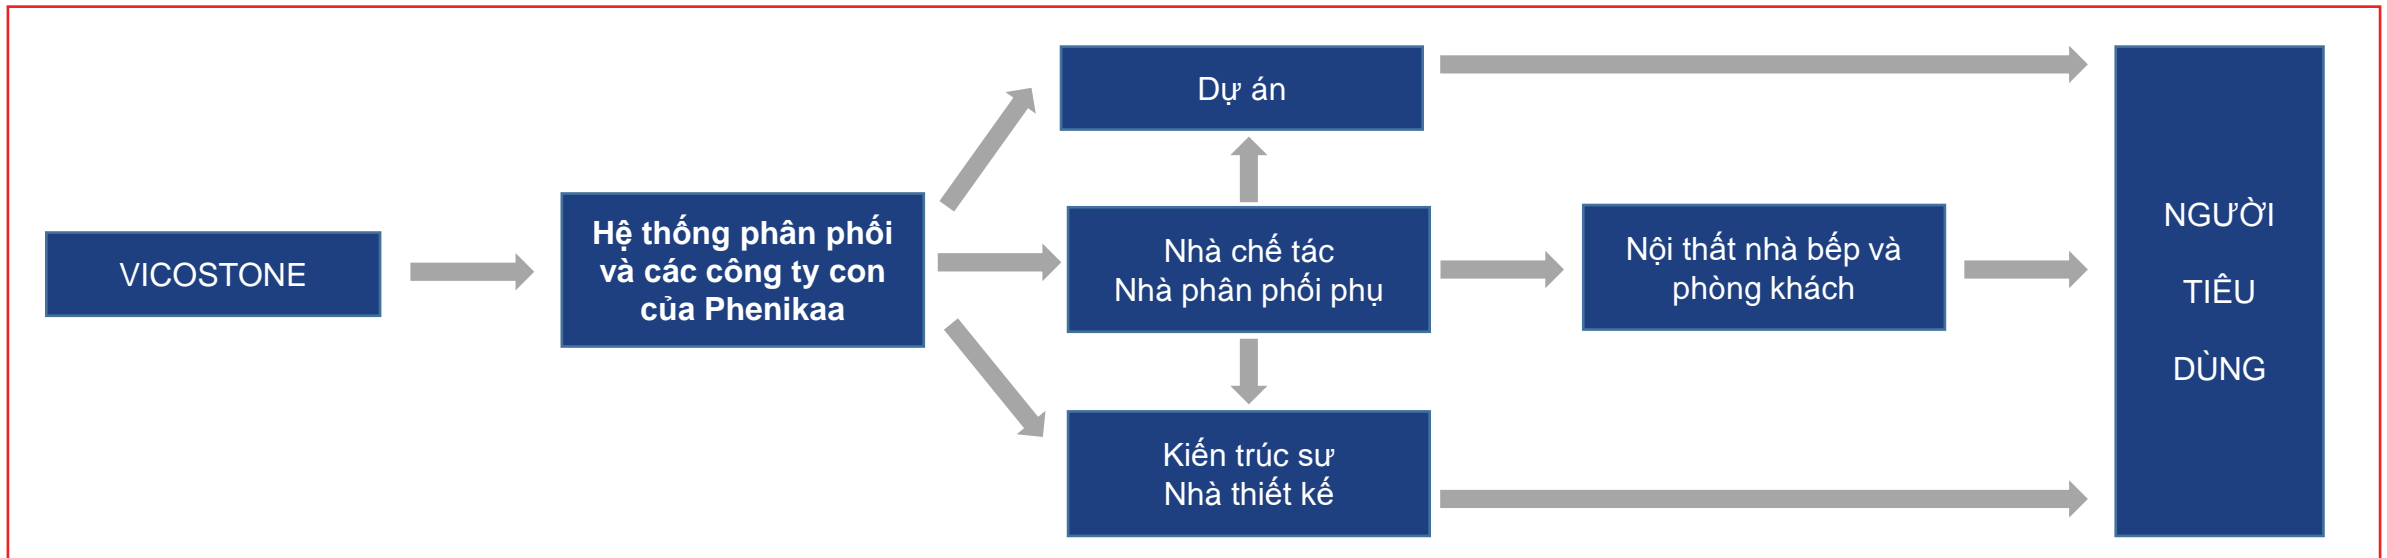 VICOSTONE
Hệ thống phân phối
và các công ty con
của Phenikaa
Dự án
Nhà chế tác
Nhà phân phối phụ
Kiến trúc sư
Nhà thiết kế
Nội thất nhà bếp và
phòng khách
NGƯỜI
TIÊU
DÙNG